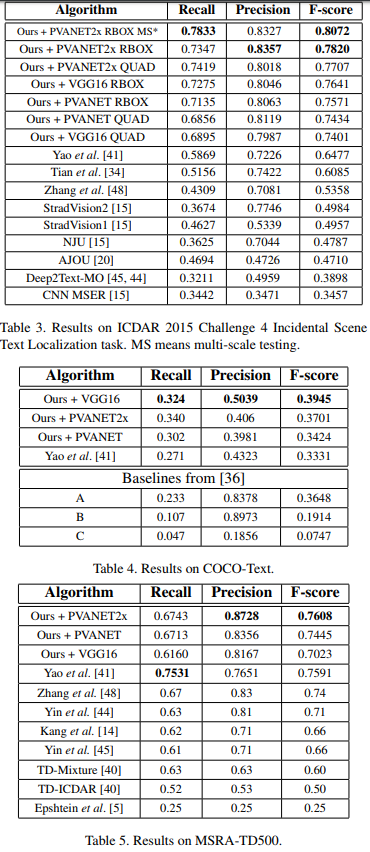 Algorithm Recall Precision F-score
Ours + PVANET2x RBOX MS* 0.7833 0.8327 0.8072
Ours + PVANET2x RBOX 0.7347 0.8357 0.7820
Ours + PVANET2x QUAD 0.7419 0.8018 0.7707
Ours + VGG16 RBOX 0.7275 0.8046 0.7641
Ours + PVANET RBOX 0.7135 0.8063 0.7571
Ours + PVANET QUAD 0.6856 0.8119 0.7434
Ours + VGG16 QUAD 0.6895 0.7987 0.7401
Yao et al. [41] 0.5869 0.7226 0.6477
Tian et al. [34] 0.5156 0.7422 0.6085
Zhang et al. [48] 0.4309 0.7081 0.5358
StradVision2 [15] 0.3674 0.7746 0.4984
StradVision1 [15] 0.4627 0.5339 0.4957
NJU [15] 0.3625 0.7044 0.4787
AJOU [20] 0.4694 0.4726 0.4710
Deep2Text-MO [45, 44] 0.3211 0.4959 0.3898
CNN MSER [15] 0.3442 0.3471 0.3457
Table 3. Results on ICDAR 2015 Challenge 4 Incidental Scene
Text Localization task. MS means multi-scale testing.
Algorithm Recall Precision F-score
Ours + VGG16 0.324 0.5039 0.3945
Ours + PVANET2x 0.340 0.406 0.3701
Ours + PVANET 0.302 0.3981 0.3424
Yao et al. [41] 0.271 0.4323 0.3331
Baselines from [36]
A 0.233 0.8378 0.3648
B 0.107 0.8973 0.1914
C 0.047 0.1856 0.0747
Table 4. Results on COCO-Text.
Algorithm Recall Precision F-score
Ours + PVANET2x 0.6743 0.8728 0.7608
Ours + PVANET 0.6713 0.8356 0.7445
Ours + VGG16 0.6160 0.8167 0.7023
Yao et al. [41] 0.7531 0.7651 0.7591
Zhang et al. [48] 0.67 0.83 0.74
Yin et al. [44] 0.63 0.81 0.71
Kang et al. [14] 0.62 0.71 0.66
Yin et al. [45] 0.61 0.71 0.66
TD-Mixture [40] 0.63 0.63 0.60
TD-ICDAR [40] 0.52 0.53 0.50
Epshtein et al. [5] 0.25 0.25 0.25
Table 5. Results on MSRA-TD500.